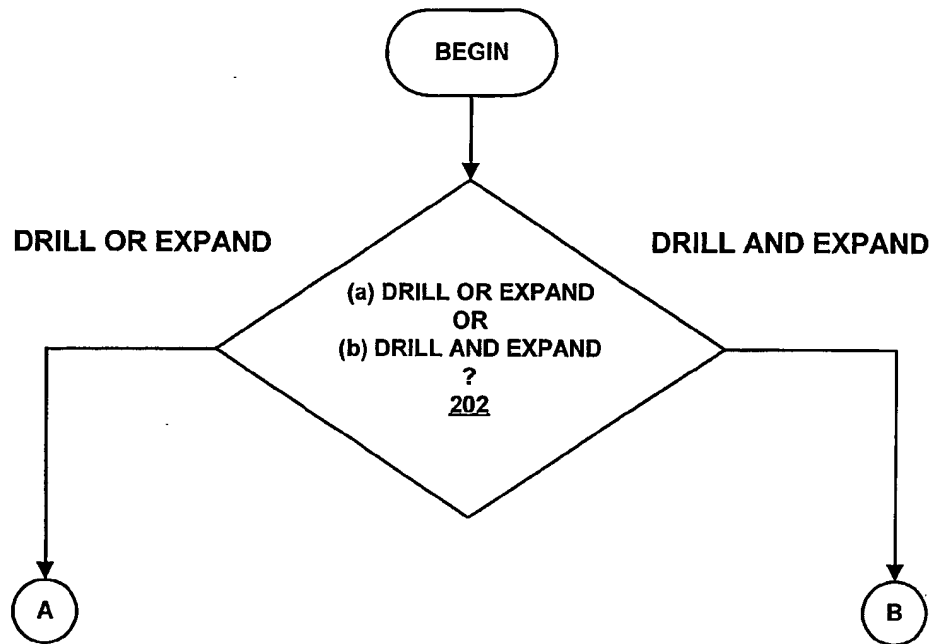 BEGIN
DRILL OR EXPAND
DRILL AND EXPAND
(a) DRILL OR EXPAND
OR
(b) DRILL AND EXPAND
?
202
A
B